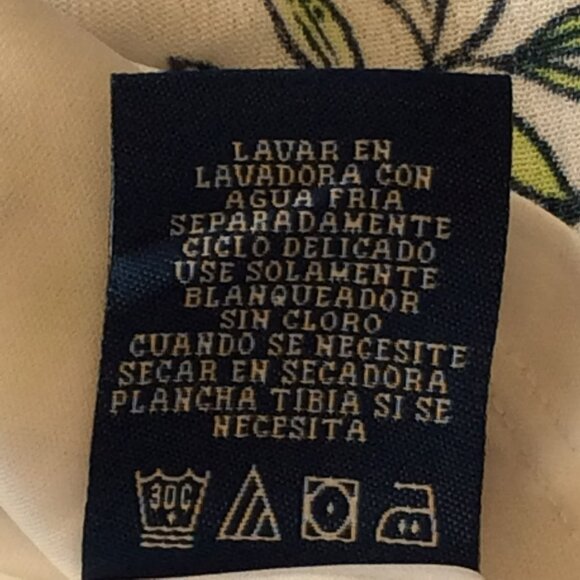 LAVAR EN
LAVADORA CON
AGUA FRIA
SEPARADAMENTE
CICLO DELICADO
USE SOLAMENTE
BLANQUEADOR
SIN CLORO
CUANDO SE NECESITE
SECAR EN SECADORA
PLANCHA TIBIA SI SE
NECESITA
30C